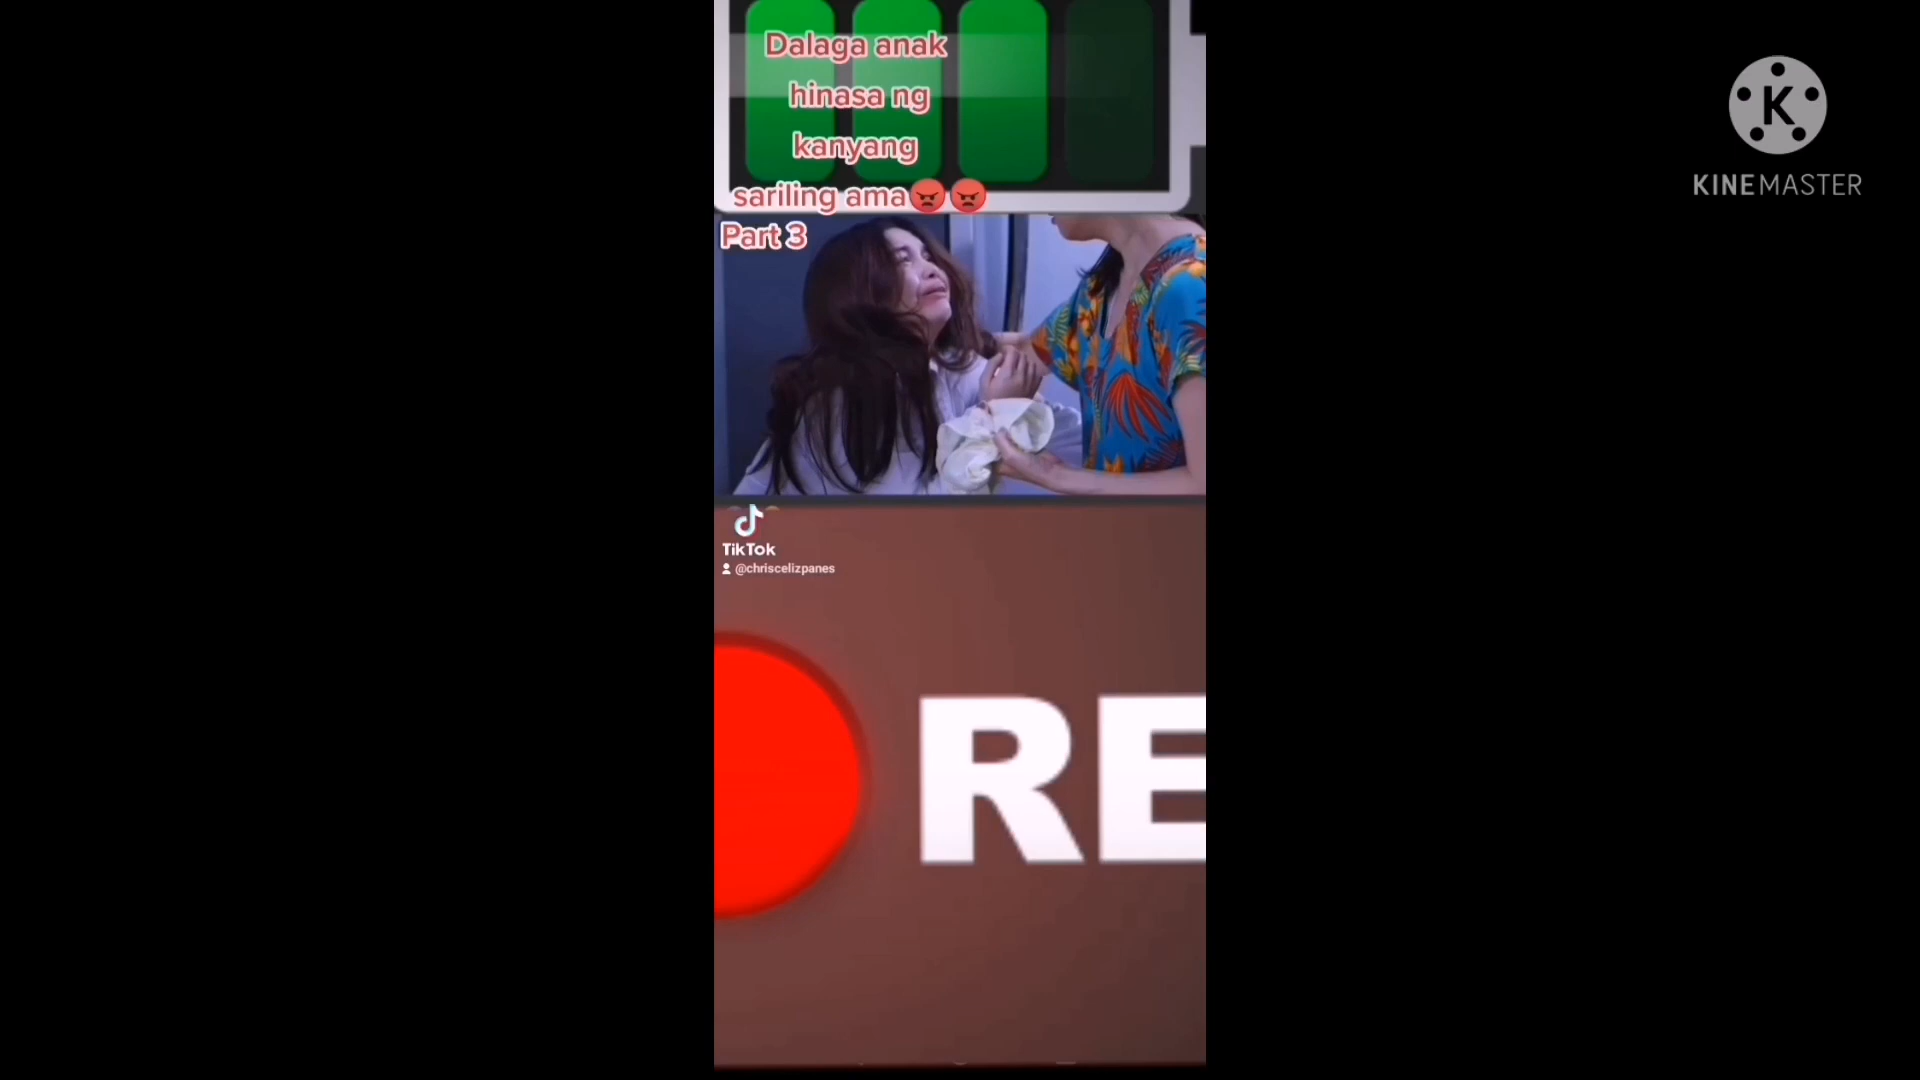 Dalaga anak
hinasa ng
kanyang
sariling ama😡😡
Part 3
K
KINEMASTER
TikTok
@chriscelizpanes
RE